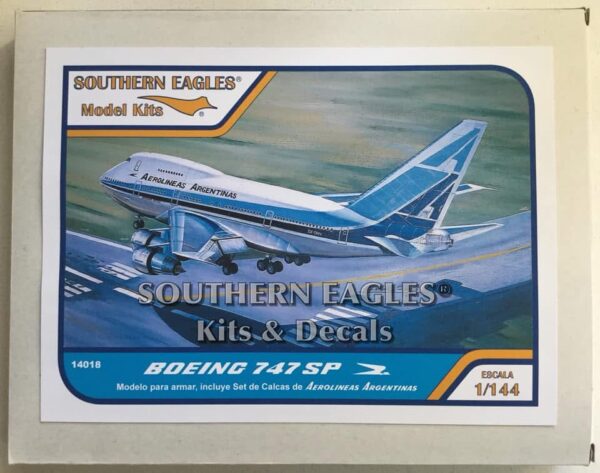 SOUTHERN EAGLES®
Model Kits
®
AEROLINEAS ARGENTINAS
SOUTHERN EAGLES®
Kits & Decals
14018
BOEING 747 SP
Modelo para armar, incluye Set de Calcas de AEROLINEAS ARGENTINAS
ESCALA
1/144